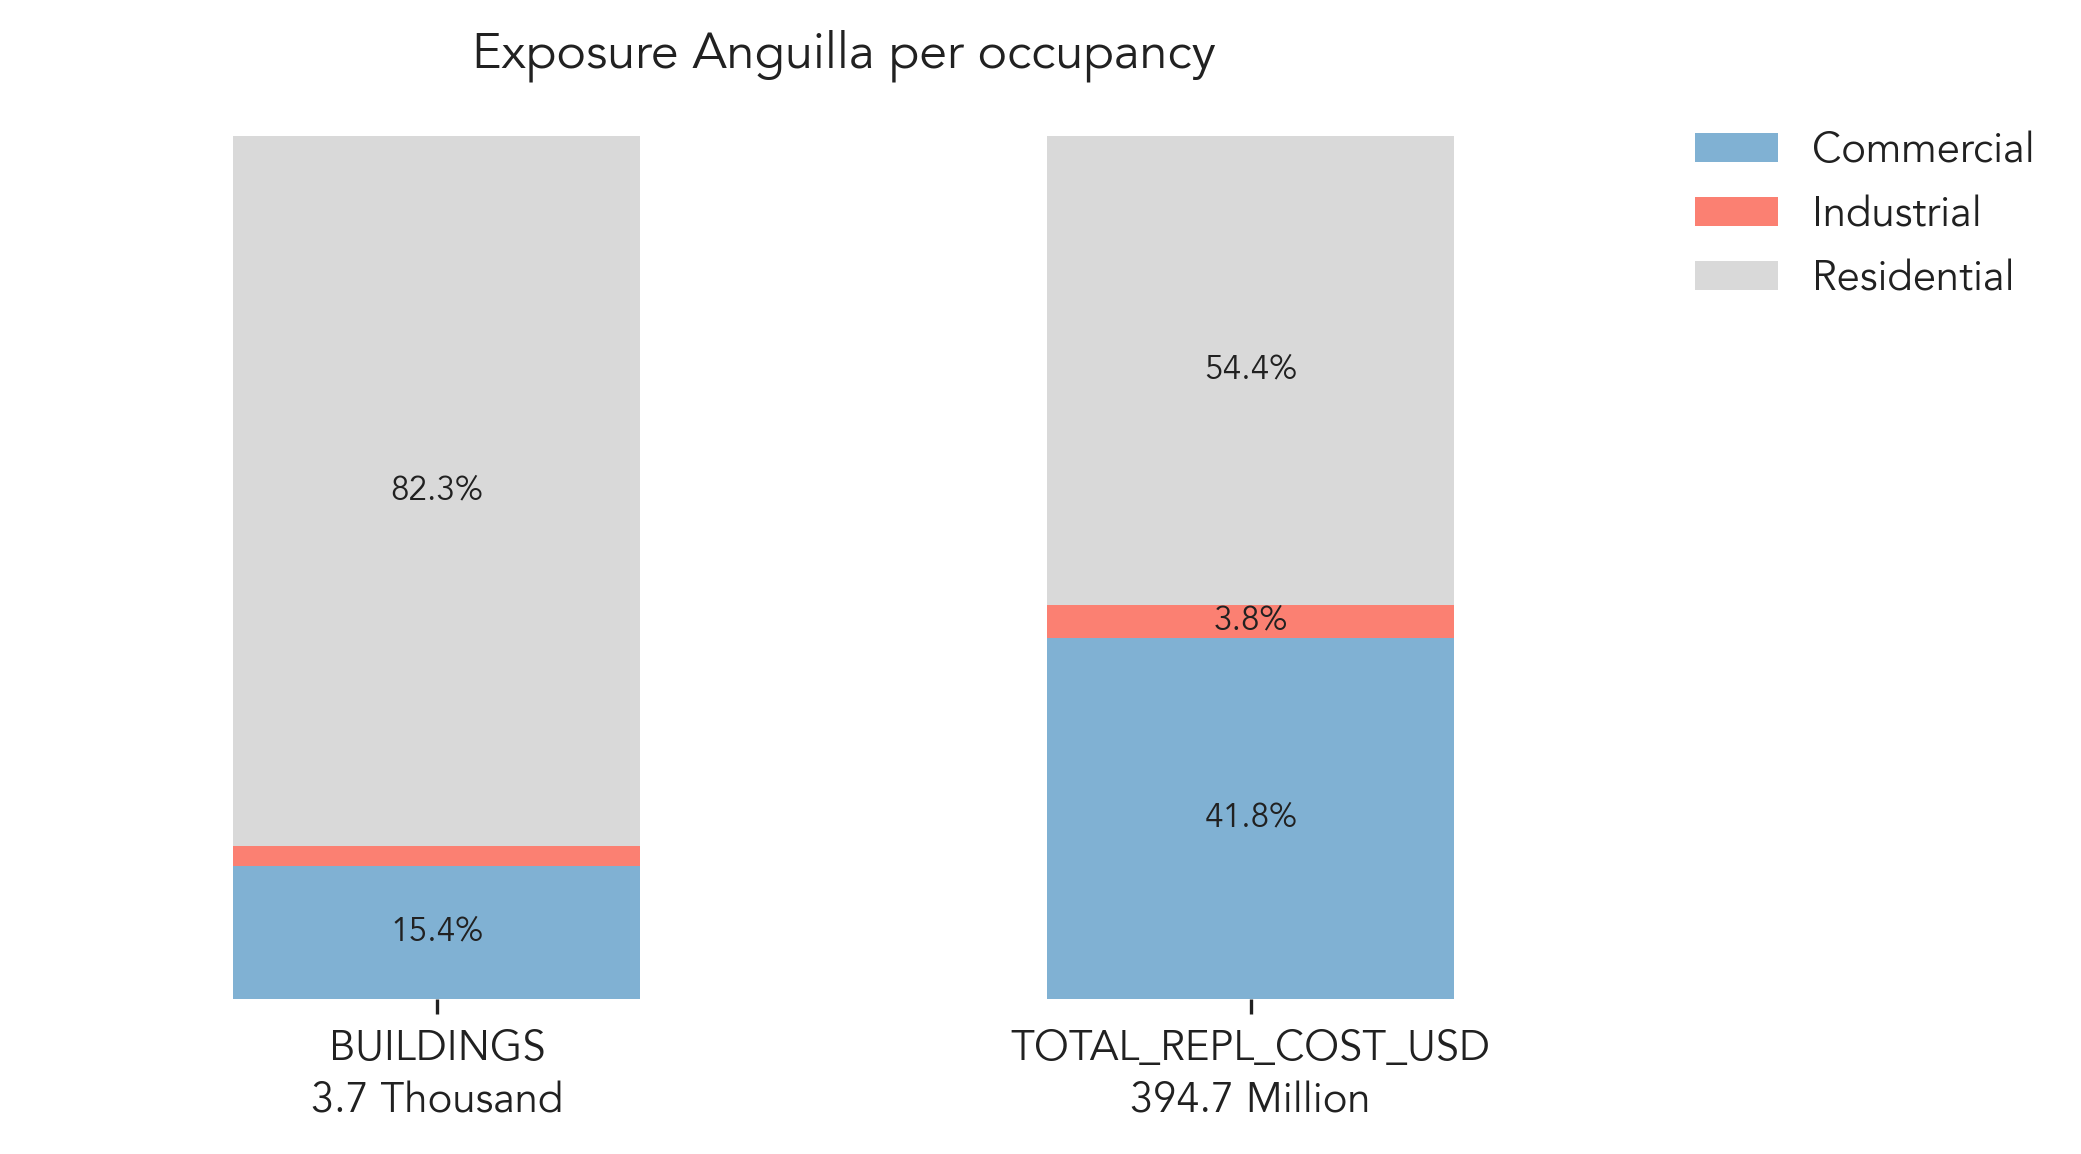 Exposure Anguilla per occupancy
Commercial
Industrial
Residential
82.3%
15.4%
54.4%
3.8%
41.8%
BUILDINGS
3.7 Thousand
TOTAL_REPL_COST_USD
394.7 Million